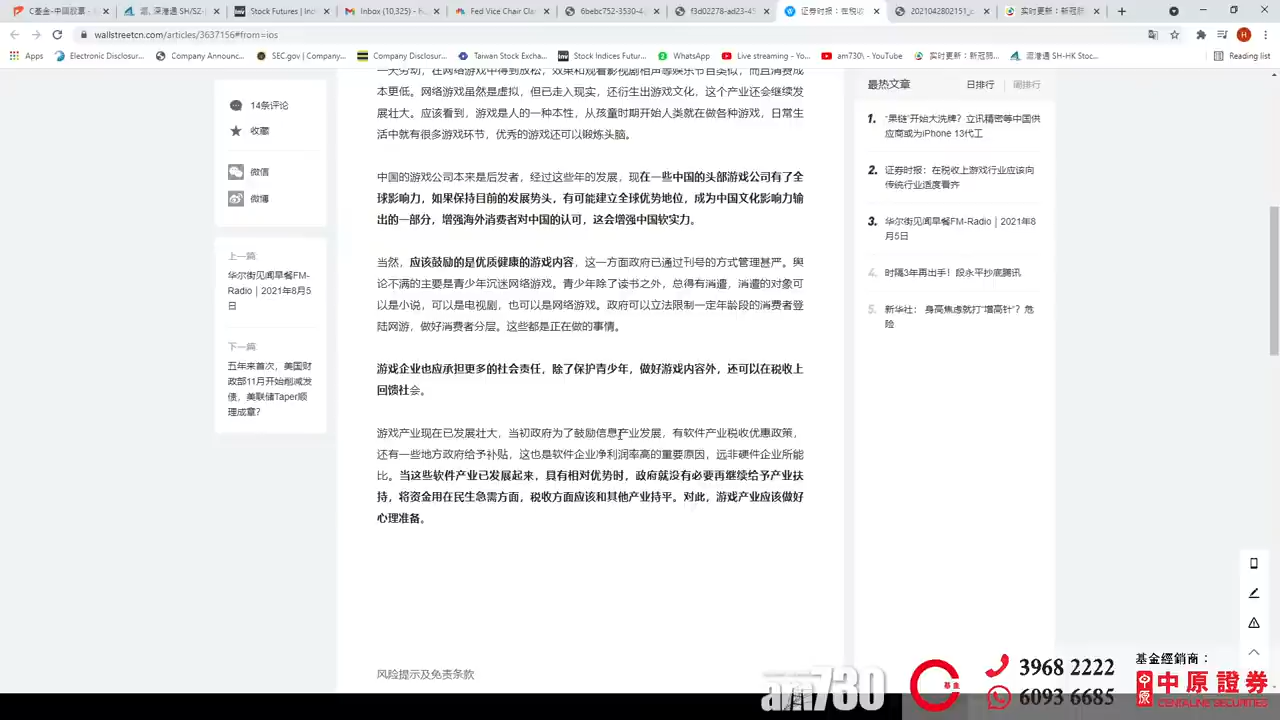 C基金-中國股票-
滬、深港通 SH/SZ-
Stock Futures | Ind
滬、深港通 SH/SZ-
Inbox (10,325) - h
Fed Vice Chair Clar
6bebc752-3530-4
f3d02278-ad23-45
证券时报：在税收
2021042802151_c
实时更新：新冠肺
wallstreetcn.com/articles/3637156#from=ios
Apps
Electronic Disclosur...
Company Announc...
SEC.gov | Company...
Company Disclosur...
Taiwan Stock Excha...
Stock Indices Futur...
WhatsApp
Live streaming - Yo...
am730\ - YouTube
实时更新：新冠肺...
滬港通 SH-HK Stoc...
Reading list
14条评论
收藏
微信
微博
上一篇:
华尔街见闻早餐FM-
Radio | 2021年8月5
日
下一篇:
五年来首次，美国财
政部11月开始削减发
债，美联储Taper顺
理成章？
一天劳动，在网络游戏中得到放松，效果和观看影视剧相声等娱乐节目类似，而且消费成
本更低。网络游戏虽然是虚拟，但已走入现实，还衍生出游戏文化，这个产业还会继续发
展壮大。应该看到，游戏是人的一种本性，从孩童时期开始人类就在做各种游戏，日常生
活中就有很多游戏环节，优秀的游戏还可以锻炼头脑。
中国的游戏公司本来是后发者，经过这些年的发展，现在一些中国的头部游戏公司有了全
球影响力，如果保持目前的发展势头，有可能建立全球优势地位，成为中国文化影响力输
出的一部分，增强海外消费者对中国的认可，这会增强中国软实力。
当然，应该鼓励的是优质健康的游戏内容，这一方面政府已通过刊号的方式管理甚严。舆
论不满的主要是青少年沉迷网络游戏。青少年除了读书之外，总得有消遣，消遣的对象可
以是小说，可以是电视剧，也可以是网络游戏。政府可以立法限制一定年龄段的消费者登
陆网游，做好消费者分层。这些都是正在做的事情。
游戏企业也应承担更多的社会责任，除了保护青少年，做好游戏内容外，还可以在税收上
回馈社会。
游戏产业现在已发展壮大，当初政府为了鼓励信息产业发展，有软件产业税收优惠政策，
还有一些地方政府给予补贴，这也是软件企业净利润率高的重要原因，远非硬件企业所能
比。当这些软件产业已发展起来，具有相对优势时，政府就没有必要再继续给予产业扶
持，将资金用在民生急需方面，税收方面应该和其他产业持平。对此，游戏产业应该做好
心理准备。
风险提示及免责条款
最热文章 日排行 周排行
1. “果链”开始大洗牌？立讯精密等中国供
应商或为iPhone 13代工
2. 证券时报：在税收上游戏行业应该向
传统行业适度看齐
3. 华尔街见闻早餐FM-Radio | 2021年8
月5日
4. 时隔3年再出手！段永平抄底腾讯
5. 新华社： 身高焦虑就打“增高针”？危
险
am730
基金
3968 2222
6093 6685
基金經銷商：
中原證券
CENTALINE SECURITIES